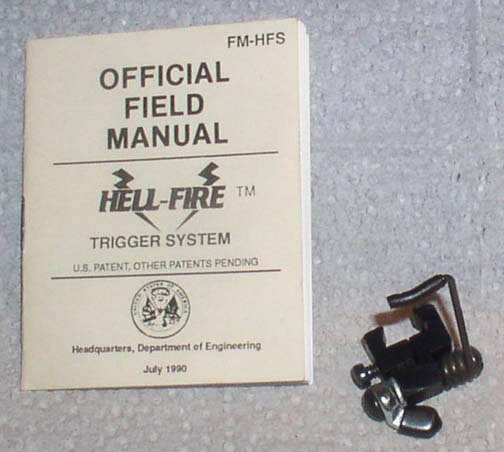 FM-HFS
OFFICIAL
FIELD
MANUAL
HELL-FIRE TM
TRIGGER SYSTEM
U.S. PATENT, OTHER PATENTS PENDING
Headquarters, Department of Engineering
July 1990